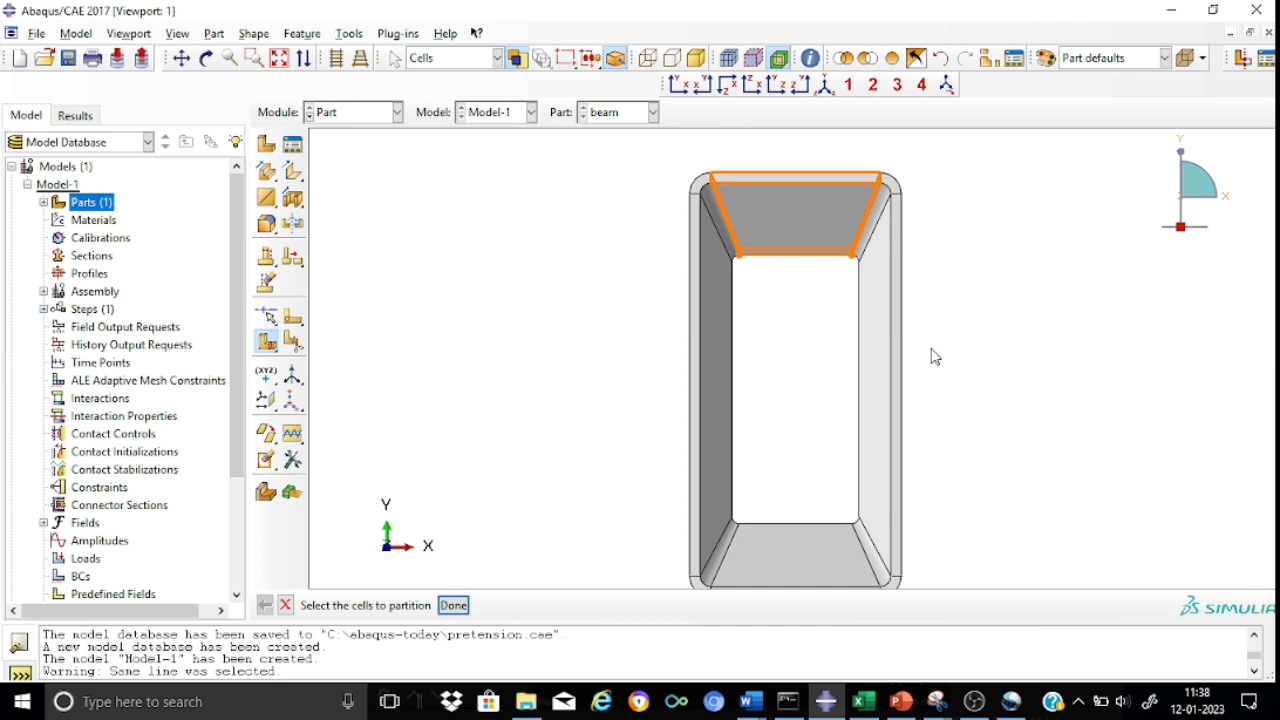 Abaqus/CAE 2017 [Viewport: 1]
File Model Viewport View Part Shape Feature Tools Plug-ins Help
Cells
Part defaults
1 2 3 4
Model Results
Module: Part Model: Model-1 Part: beam
Model Database
Models (1)
Model-1
Parts (1)
Materials
Calibrations
Sections
Profiles
Assembly
Steps (1)
Field Output Requests
History Output Requests
Time Points
ALE Adaptive Mesh Constraints
Interactions
Interaction Properties
Contact Controls
Contact Initializations
Contact Stabilizations
Constraints
Connector Sections
Fields
Amplitudes
Loads
BCs
Predefined Fields
(XYZ)
Y
X
Y
X
Select the cells to partition Done
SIMULIA
The model database has been saved to "C:\abaqus-today\pretension.cae".
A new model database has been created.
The model "Model-1" has been created.
Warning: Same line was selected.
>>>
Type here to search
11:38
12-01-2023